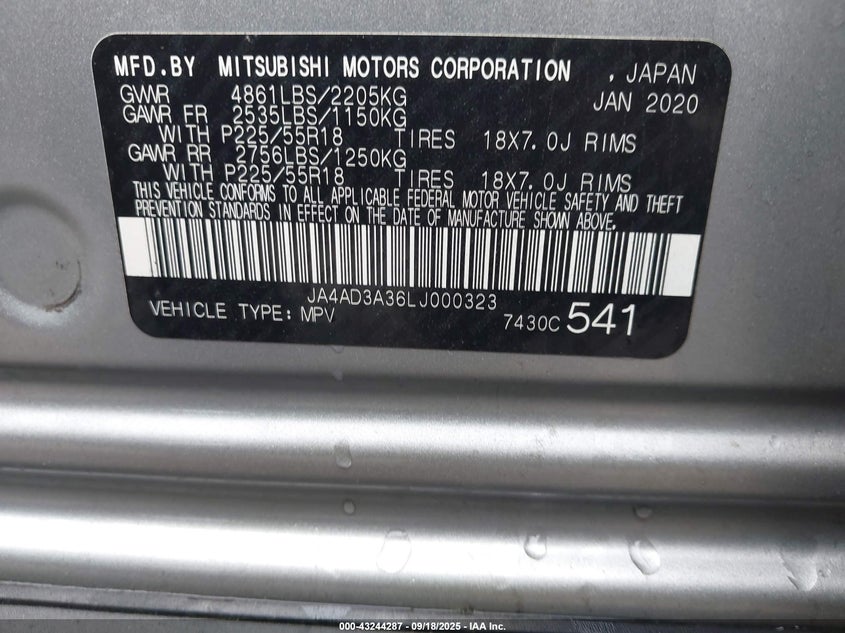 MFD.BY MITSUBISHI MOTORS CORPORATION , JAPAN
GVWR 4861LBS/2205KG JAN 2020
GAWR FR 2535LBS/1150KG
WITH P225/55R18 TIRES 18X7.0J RIMS
GAWR RR 2756LBS/1250KG
WITH P225/55R18 TIRES 18X7.0J RIMS
THIS VEHICLE CONFORMS TO ALL APPLICABLE FEDERAL MOTOR VEHICLE SAFETY AND THEFT
PREVENTION STANDARDS IN EFFECT ON THE DATE OF MANUFACTURE SHOWN ABOVE.
JA4AD3A36LJ000323
VEHICLE TYPE: MPV 7430C 541
000-43244287 - 09/18/2025 - IAA Inc.